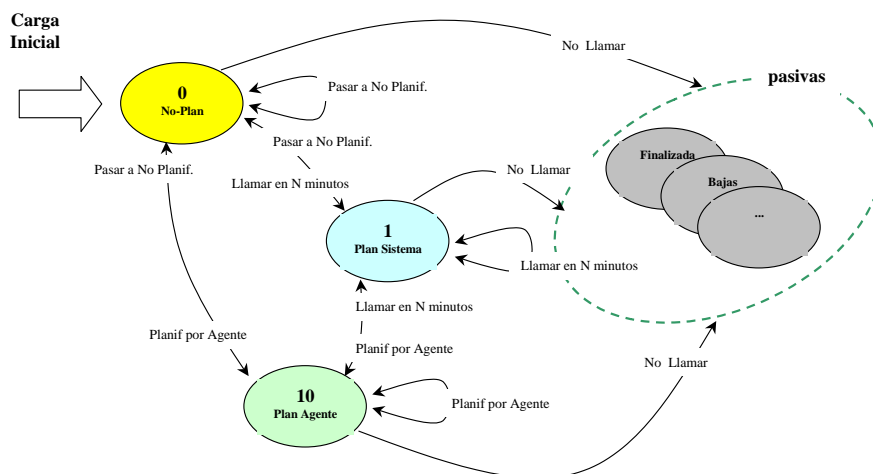 Carga
Inicial
No Llamar
pasivas
0
No-Plan
Pasar a No Planif.
Pasar a No Planif.
Pasar a No Planif.
Llamar en N minutos
No Llamar
Finalizada
Bajas
...
1
Plan Sistema
Llamar en N minutos
Llamar en N minutos
Planif por Agente
Planif por Agente
No Llamar
10
Plan Agente
Planif por Agente